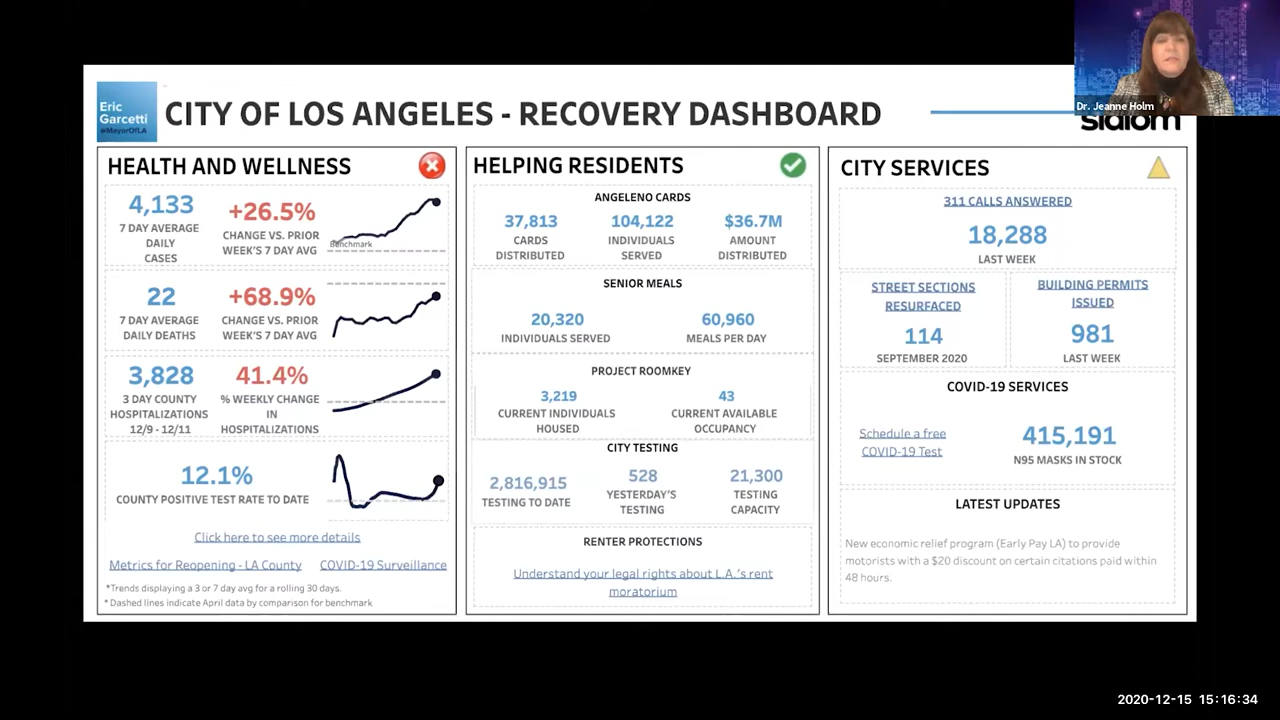 Dr. Jeanne Holm
Eric
Garcetti
#MayorOfLA
CITY OF LOS ANGELES - RECOVERY DASHBOARD
slalom
HEALTH AND WELLNESS
4,133
7 DAY AVERAGE
DAILY
CASES
+26.5%
CHANGE VS. PRIOR
WEEK'S 7 DAY AVG
Benchmark
22
7 DAY AVERAGE
DAILY DEATHS
+68.9%
CHANGE VS. PRIOR
WEEK'S 7 DAY AVG
3,828
3 DAY COUNTY
HOSPITALIZATIONS
12/9 - 12/11
41.4%
% WEEKLY CHANGE
IN
HOSPITALIZATIONS
12.1%
COUNTY POSITIVE TEST RATE TO DATE
Click here to see more details
Metrics for Reopening - LA County
COVID-19 Surveillance
*Trends displaying a 3 or 7 day avg for a rolling 30 days.
* Dashed lines indicate April data by comparison for benchmark
HELPING RESIDENTS
ANGELENO CARDS
37,813
CARDS
DISTRIBUTED
104,122
INDIVIDUALS
SERVED
$36.7M
AMOUNT
DISTRIBUTED
SENIOR MEALS
20,320
INDIVIDUALS SERVED
60,960
MEALS PER DAY
PROJECT ROOMKEY
3,219
CURRENT INDIVIDUALS
HOUSED
43
CURRENT AVAILABLE
OCCUPANCY
CITY TESTING
2,816,915
TESTING TO DATE
528
YESTERDAY'S
TESTING
21,300
TESTING
CAPACITY
RENTER PROTECTIONS
Understand your legal rights about L.A.'s rent
moratorium
CITY SERVICES
311 CALLS ANSWERED
18,288
LAST WEEK
STREET SECTIONS
RESURFACED
114
SEPTEMBER 2020
BUILDING PERMITS
ISSUED
981
LAST WEEK
COVID-19 SERVICES
Schedule a free
COVID-19 Test
415,191
N95 MASKS IN STOCK
LATEST UPDATES
New economic relief program (Early Pay LA) to provide
motorists with a $20 discount on certain citations paid within
48 hours.
2020-12-15 15:16:34